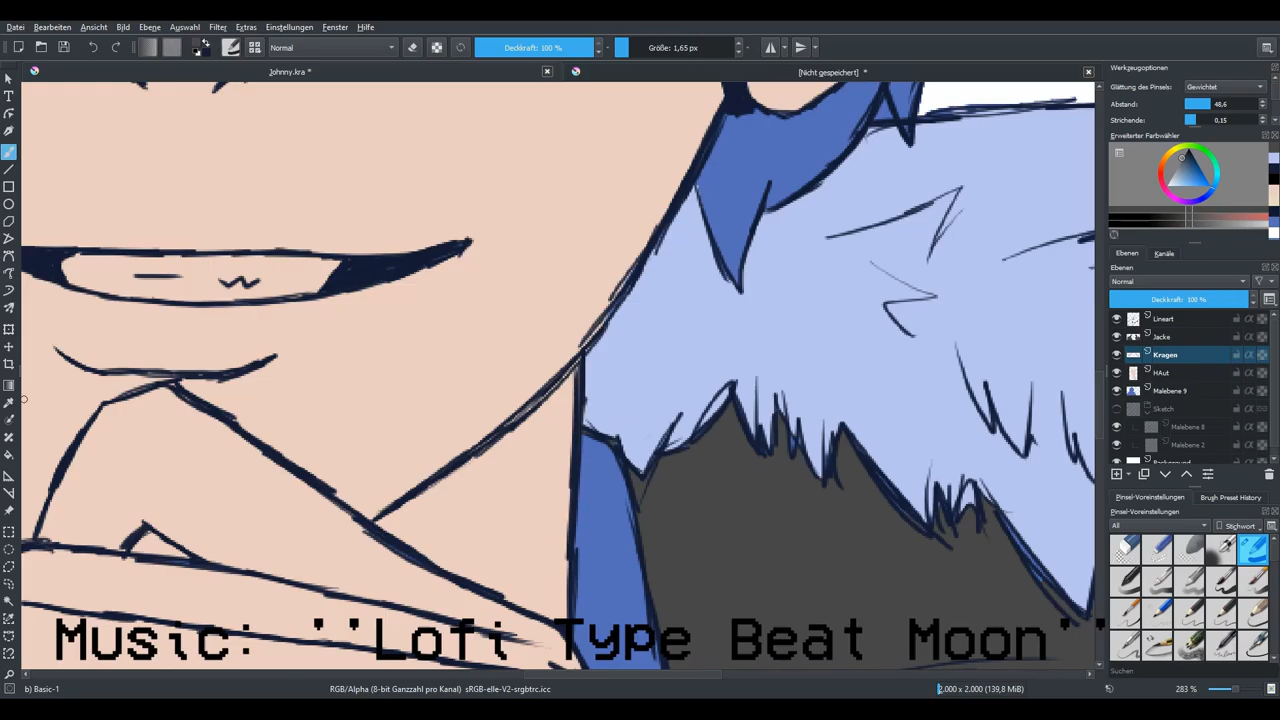 Datei Bearbeiten Ansicht Bild Ebene Auswahl Filter Extras Einstellungen Fenster Hilfe
Normal Deckkraft: 100 % Größe: 1,65 px
Johnny.kra * [Nicht gespeichert] *
Werkzeugoptionen
Glättung des Pinsels: Gewichtet
Abstand: 48,6
Strichende: 0,15
Erweiterter Farbwähler
Ebenen Kanäle
Ebenen
Normal
Deckkraft: 100 %
Lineart
Jacke
Kragen
HAut
Malebene 9
Sketch
Malebene 8
Malebene 2
Background
Pinsel-Voreinstellungen Brush Preset History
Pinsel-Voreinstellungen
All Stichwort
Music: ''Lofi Type Beat Moon''
Suchen
b) Basic-1 RGB/Alpha (8-bit Ganzzahl pro Kanal) sRGB-elle-V2-srgbtrc.icc 2.000 x 2.000 (139,8 MiB) 283 %